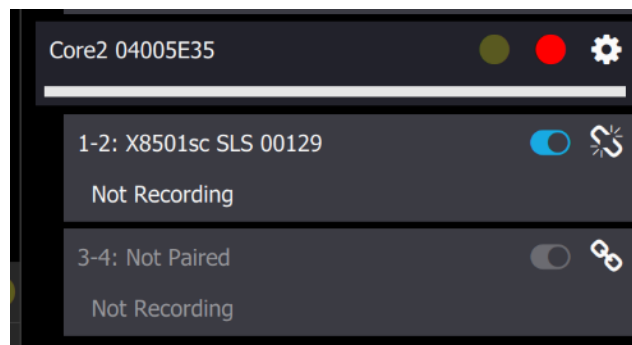 Core2 04005E35
1-2: X8501sc SLS 00129
Not Recording
3-4: Not Paired
Not Recording